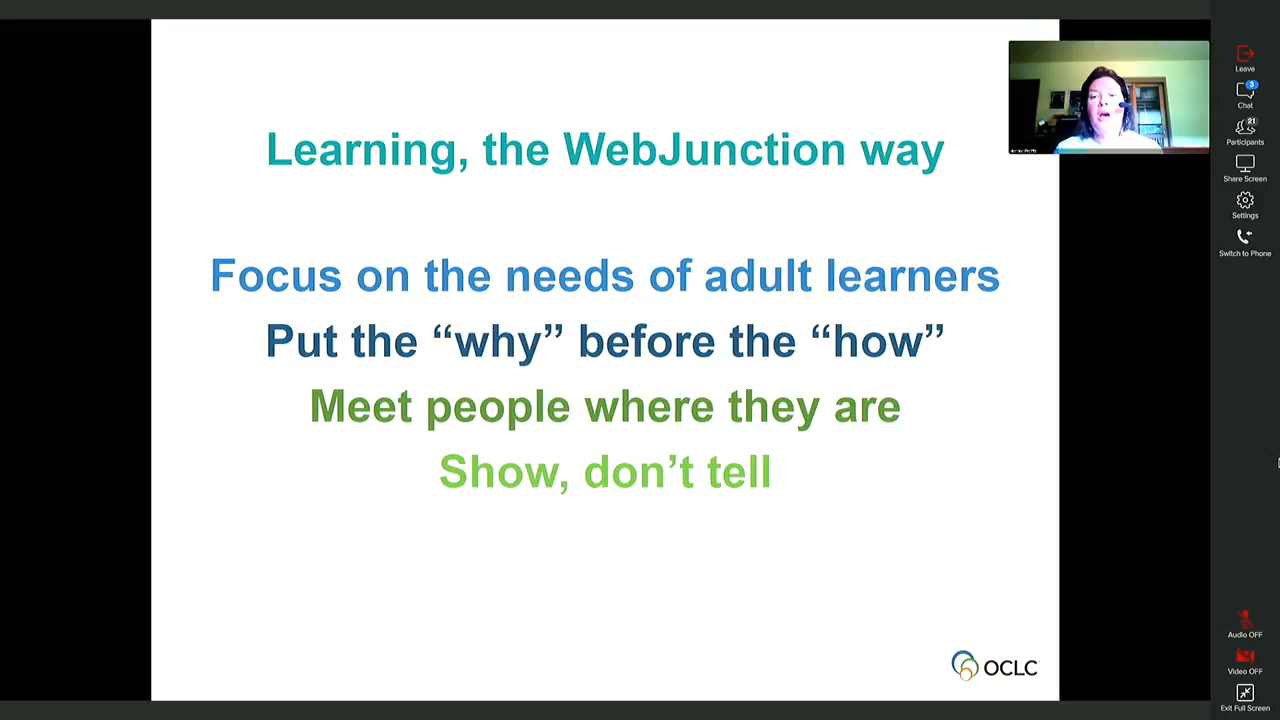 Learning, the WebJunction way
Focus on the needs of adult learners
Put the “why” before the “how”
Meet people where they are
Show, don’t tell
OCLC
Leave
3
Chat
21
Participants
Share Screen
Settings
Switch to Phone
Audio OFF
Video OFF
Exit Full Screen